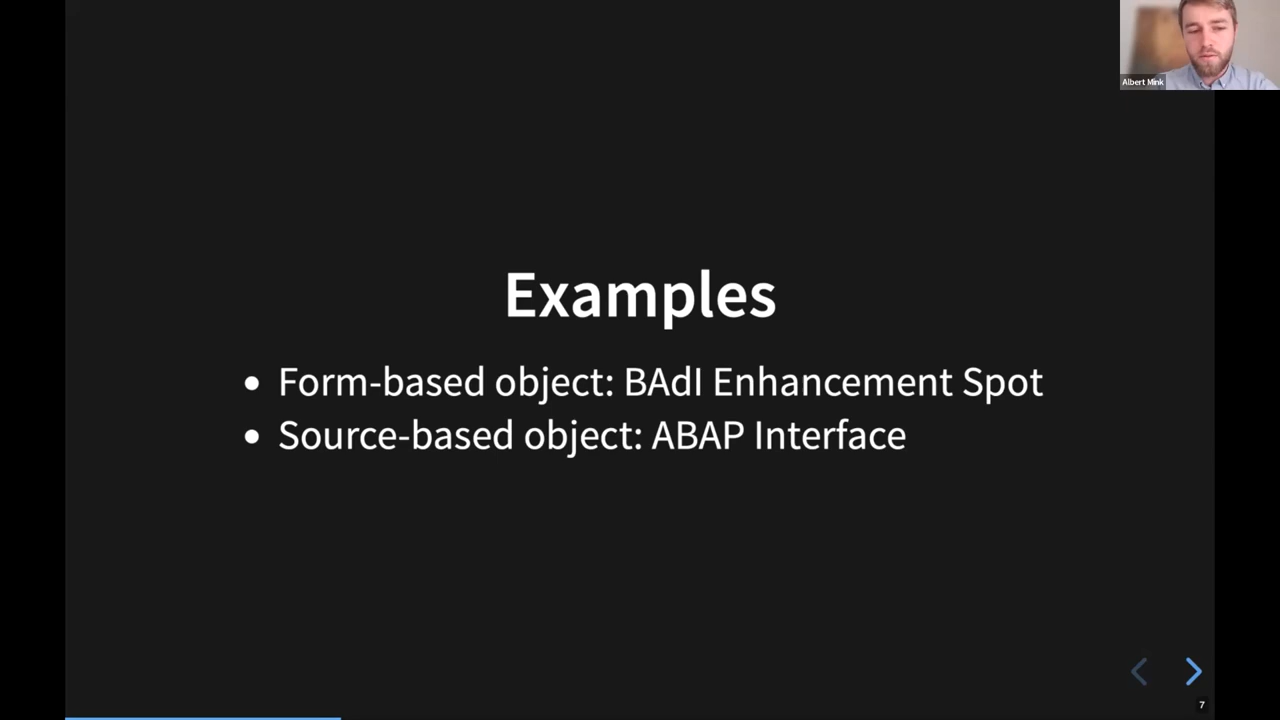 Albert Mink
Examples
• Form-based object: BAdI Enhancement Spot
• Source-based object: ABAP Interface
7